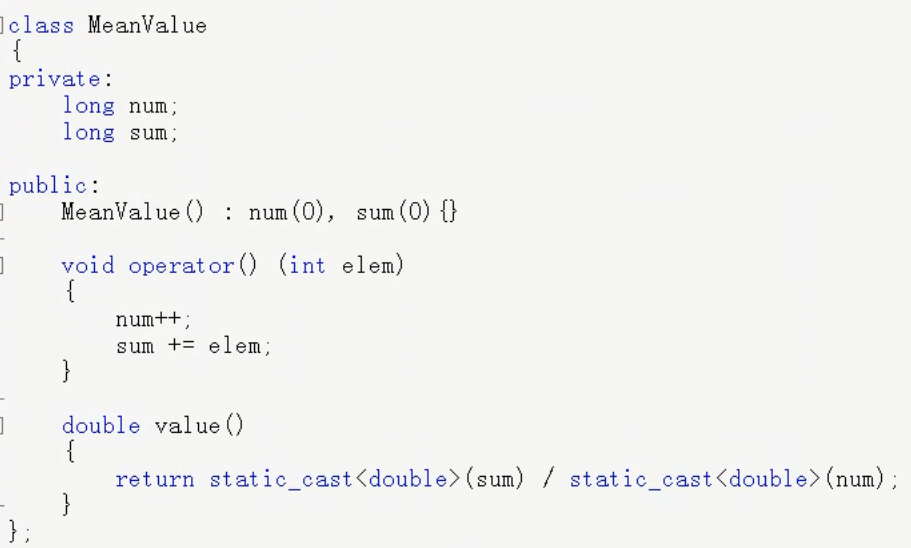 class MeanValue
{
private:
    long num;
    long sum;

public:
    MeanValue() : num(0), sum(0){}

    void operator() (int elem)
    {
        num++;
        sum += elem;
    }

    double value()
    {
        return static_cast<double>(sum) / static_cast<double>(num);
    }
};